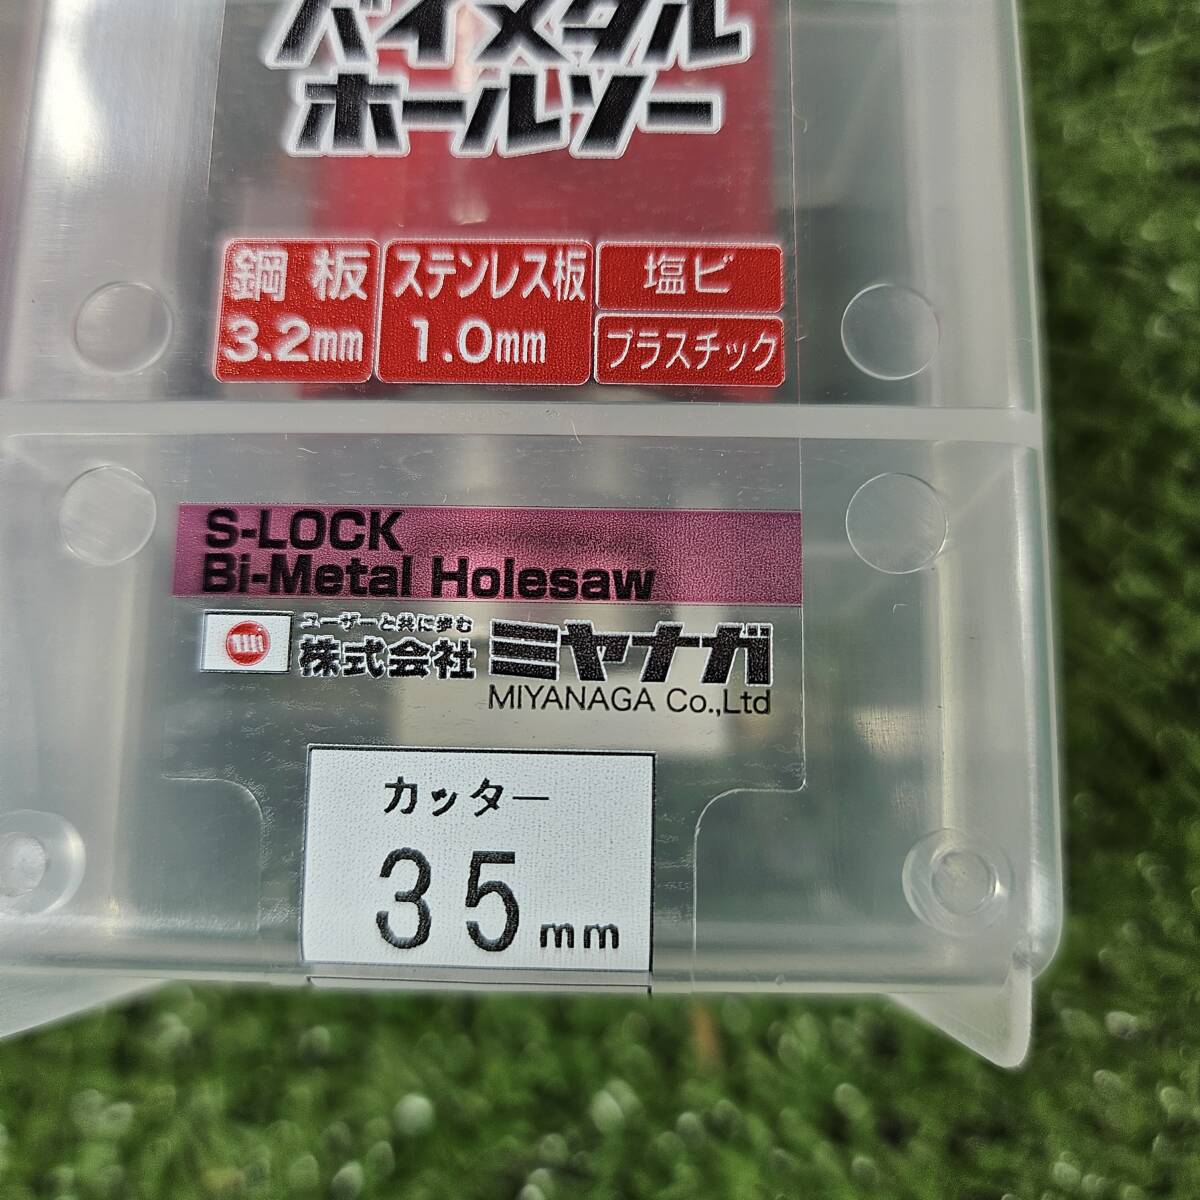 バイメタル
ホールソー
鋼板
3.2mm
ステンレス板
1.0mm
塩ビ
プラスチック
S-LOCK
Bi-Metal Holesaw
ユーザーと共に歩む
株式会社 ミヤナガ
MIYANAGA Co.,Ltd
カッター
35mm